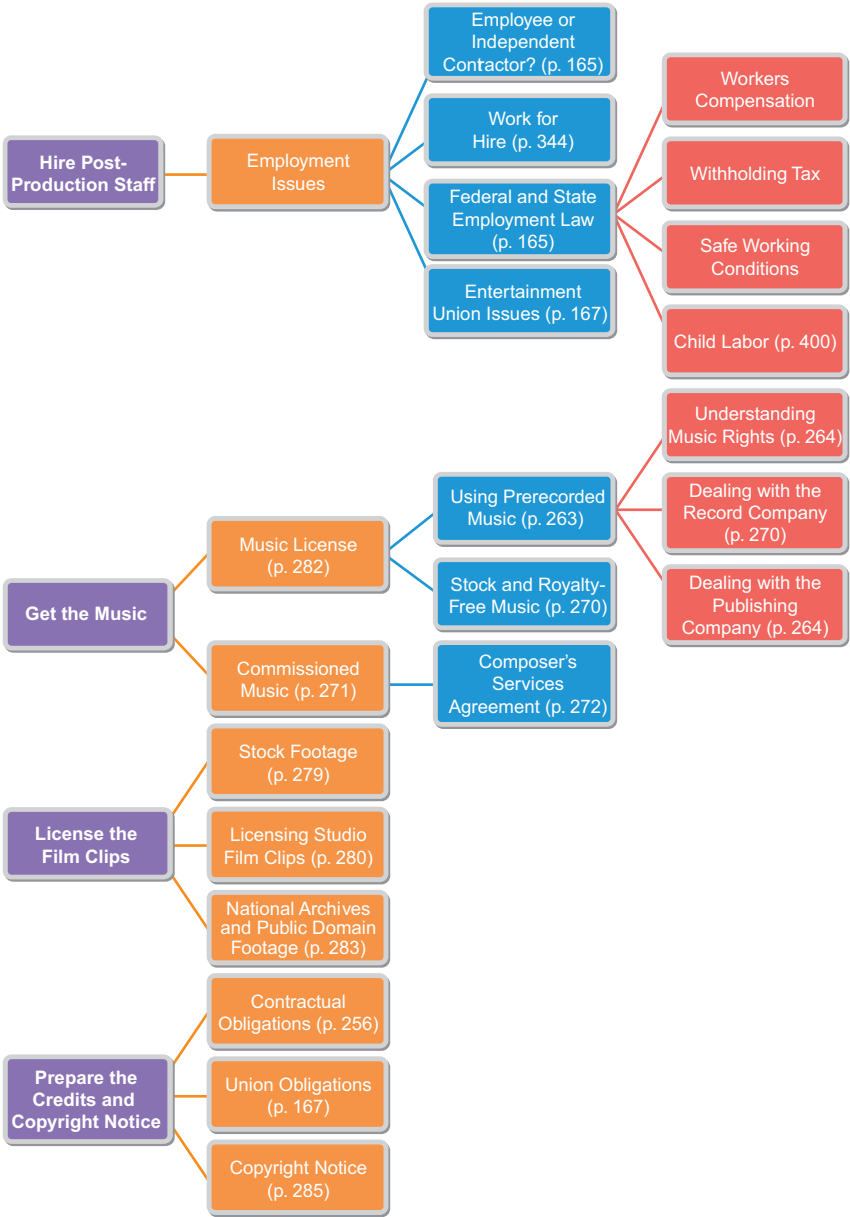 Hire Post-
Production Staff
Employment
Issues
Employee or
Independent
Contractor? (p. 165)
Work for
Hire (p. 344)
Federal and State
Employment Law
(p. 165)
Entertainment
Union Issues (p. 167)
Workers
Compensation
Withholding Tax
Safe Working
Conditions
Child Labor (p. 400)
Get the Music
Music License
(p. 282)
Using Prerecorded
Music (p. 263)
Understanding
Music Rights (p. 264)
Dealing with the
Record Company
(p. 270)
Dealing with the
Publishing
Company (p. 264)
Stock and Royalty-
Free Music (p. 270)
Commissioned
Music (p. 271)
Composer’s
Services
Agreement (p. 272)
License the
Film Clips
Stock Footage
(p. 279)
Licensing Studio
Film Clips (p. 280)
National Archives
and Public Domain
Footage (p. 283)
Prepare the
Credits and
Copyright Notice
Contractual
Obligations (p. 256)
Union Obligations
(p. 167)
Copyright Notice
(p. 285)